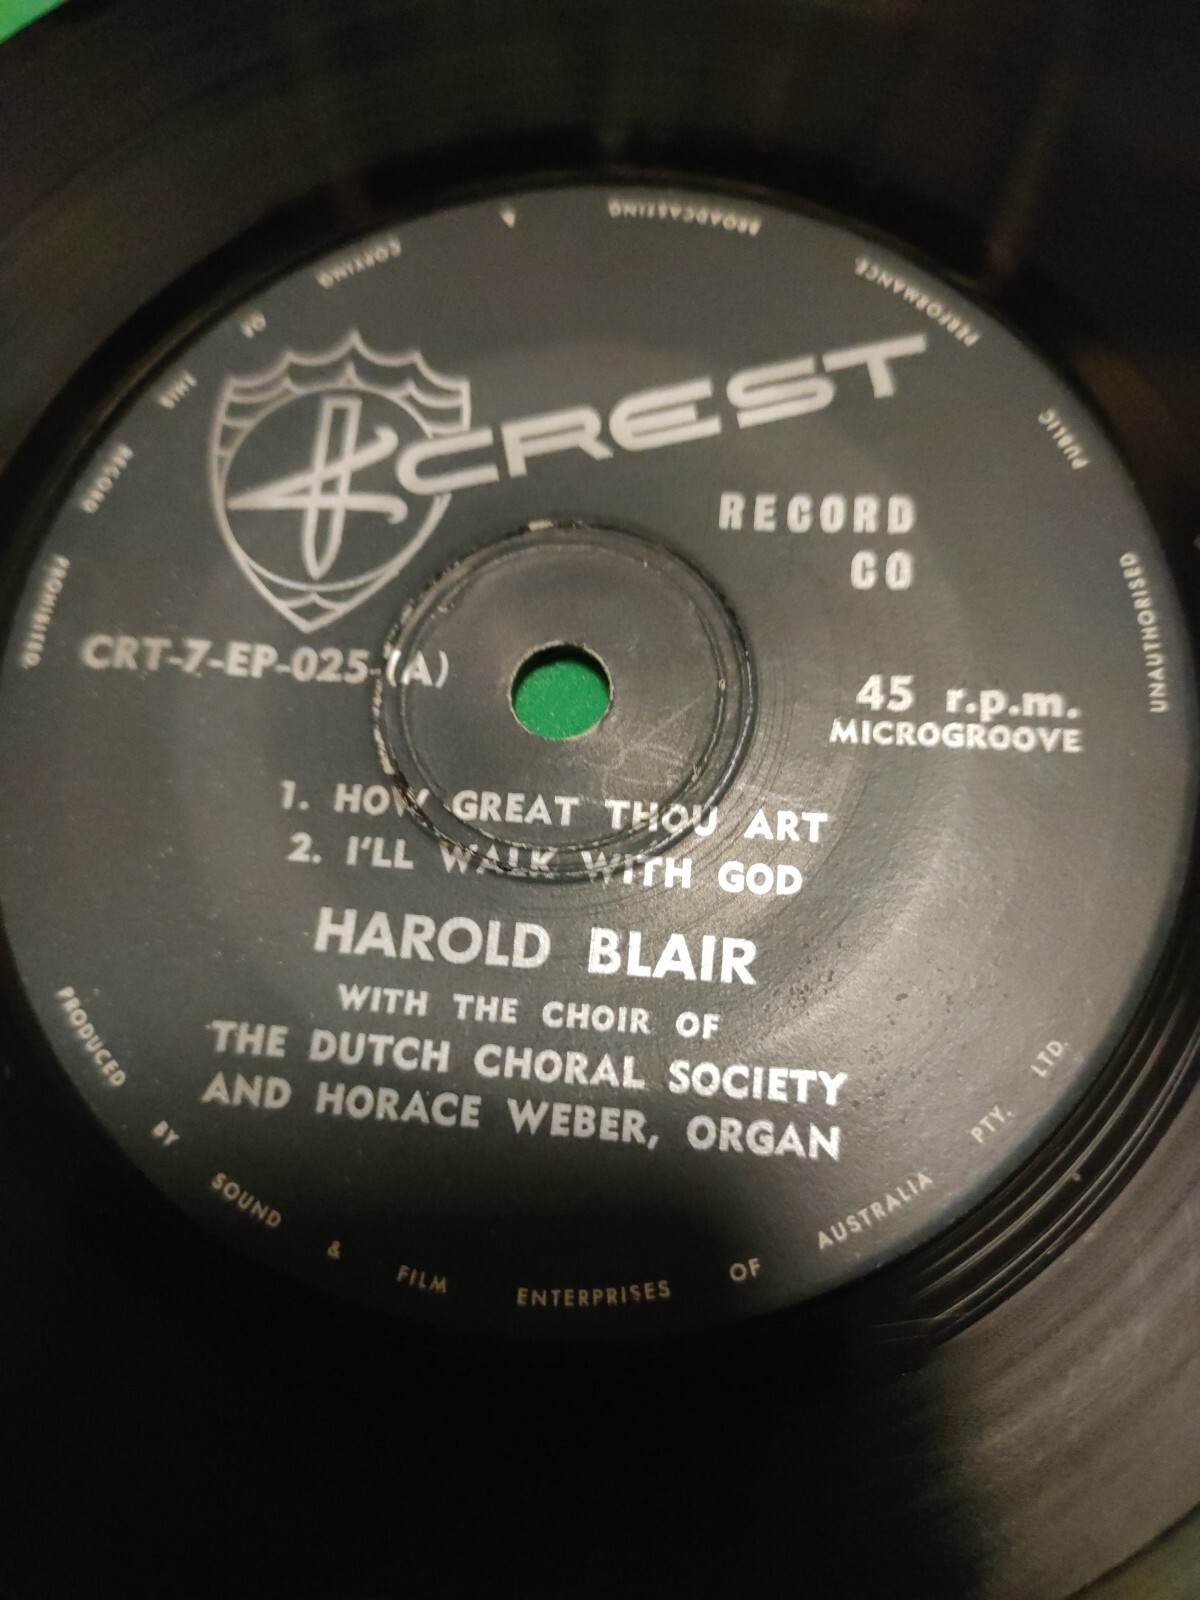 CREST
RECORD
CO
CRT-7-EP-025-(A)
45 r.p.m.
MICROGROOVE
1. HOW GREAT THOU ART
2. I'LL WALK WITH GOD
HAROLD BLAIR
WITH THE CHOIR OF
THE DUTCH CHORAL SOCIETY
AND HORACE WEBER, ORGAN
PRODUCED BY SOUND & FILM ENTERPRISES OF AUSTRALIA PTY. LTD.
UNAUTHORISED PUBLIC PERFORMANCE BROADCASTING & COPYING OF THIS RECORD PROHIBITED